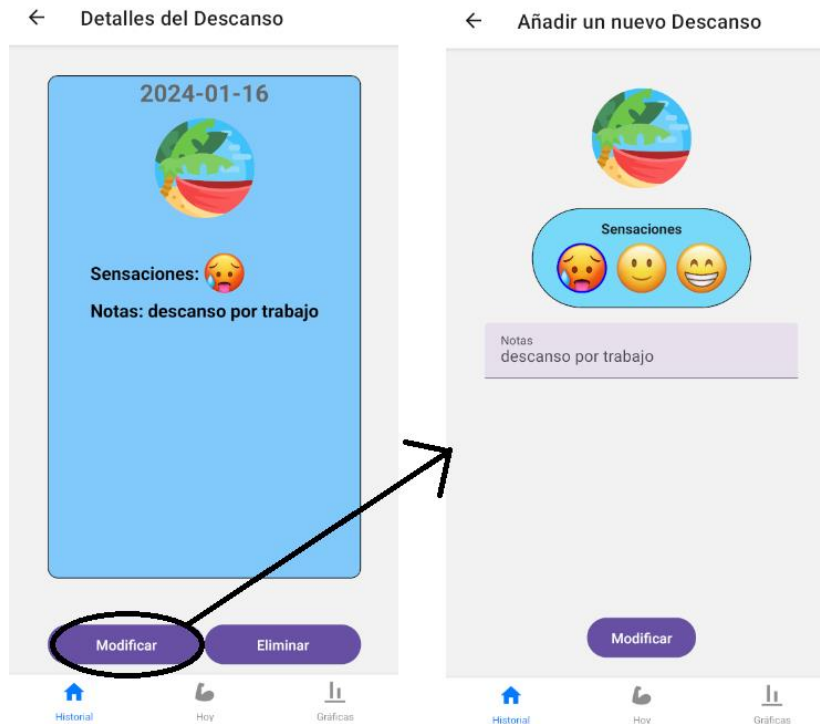 Detalles del Descanso
2024-01-16
Sensaciones:
Notas: descanso por trabajo
Modificar
Eliminar
Historial
Hoy
Gráficas
Añadir un nuevo Descanso
Sensaciones
Notas
descanso por trabajo
Modificar
Historial
Hoy
Gráficas